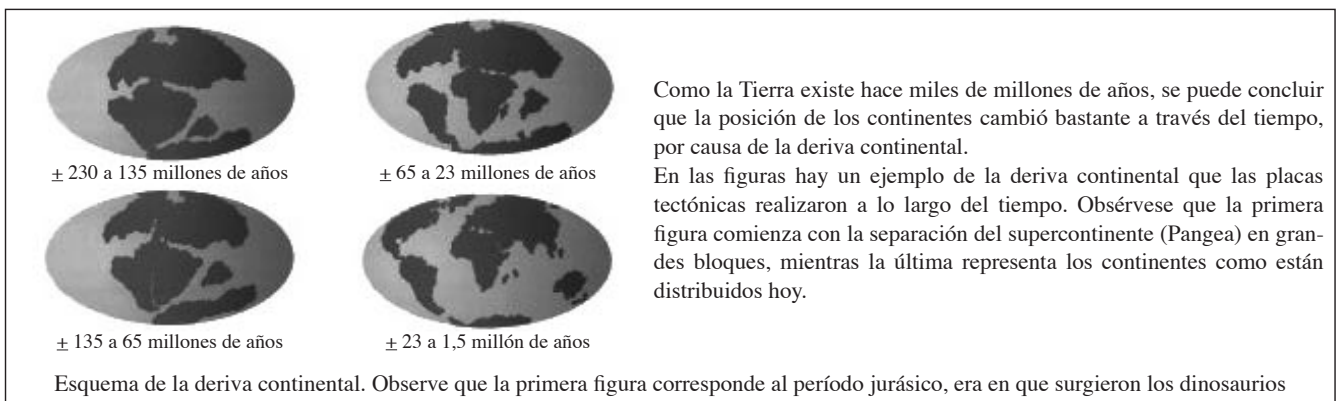 ± 230 a 135 millones de años
± 65 a 23 millones de años
± 135 a 65 millones de años
± 23 a 1,5 millón de años
Como la Tierra existe hace miles de millones de años, se puede concluir
que la posición de los continentes cambió bastante a través del tiempo,
por causa de la deriva continental.
En las figuras hay un ejemplo de la deriva continental que las placas
tectónicas realizaron a lo largo del tiempo. Obsérvese que la primera
figura comienza con la separación del supercontinente (Pangea) en gran-
des bloques, mientras la última representa los continentes como están
distribuidos hoy.
Esquema de la deriva continental. Observe que la primera figura corresponde al período jurásico, era en que surgieron los dinosaurios